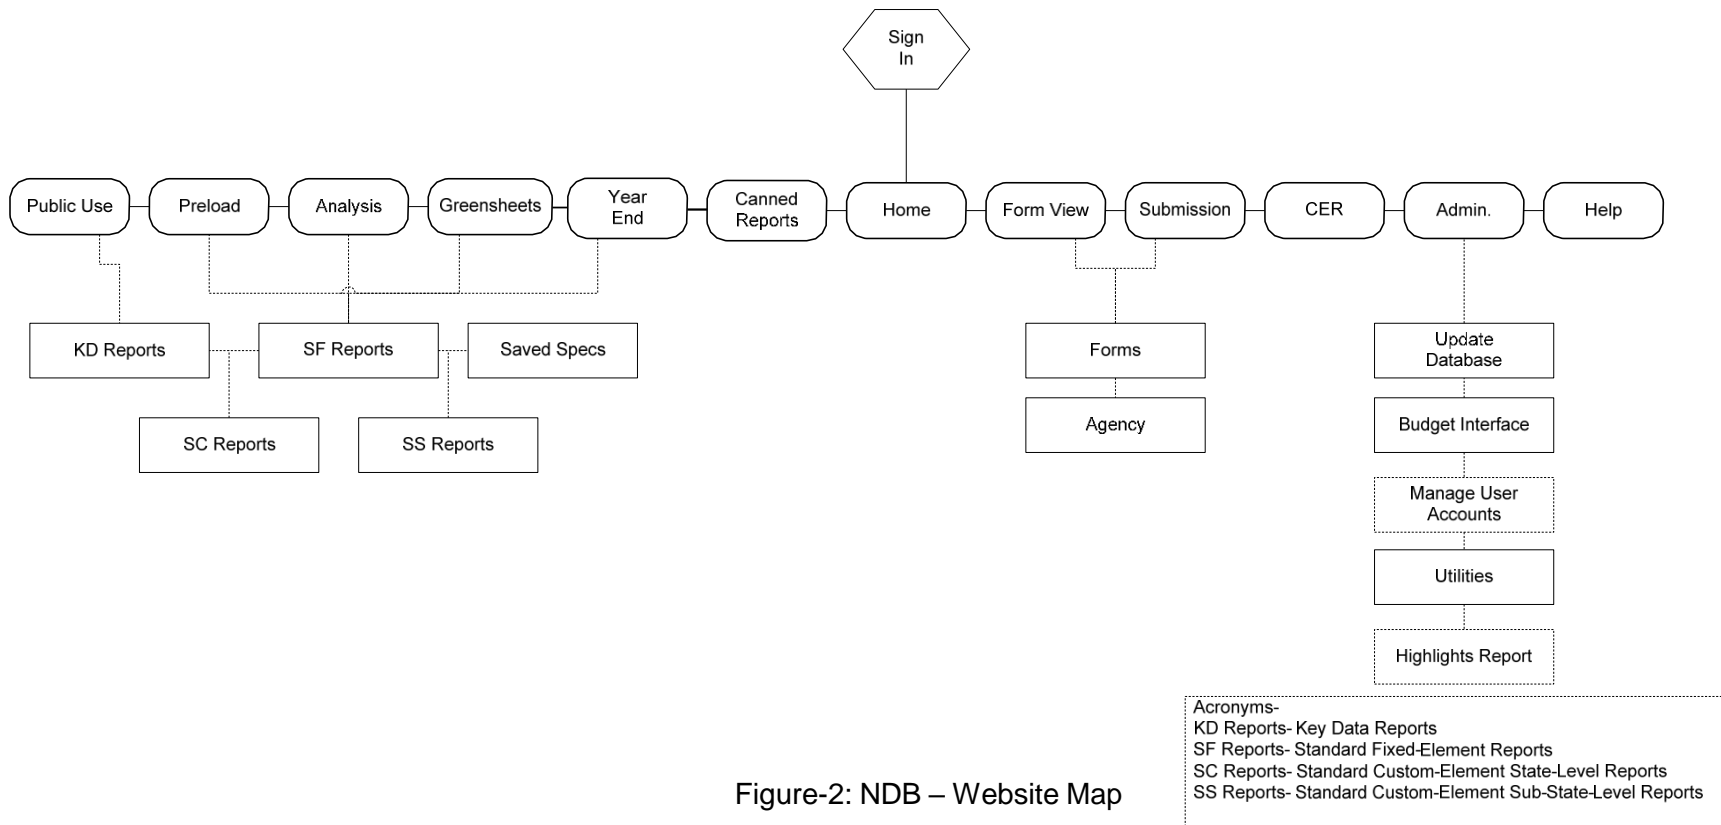 Sign
In
Public Use
Preload
Analysis
Greensheets
Year
End
Canned
Reports
Home
Form View
Submission
CER
Admin.
Help
KD Reports
SF Reports
Saved Specs
Forms
Update
Database
SC Reports
SS Reports
Agency
Budget Interface
Manage User
Accounts
Utilities
Highlights Report
Acronyms-
KD Reports- Key Data Reports
SF Reports- Standard Fixed-Element Reports
SC Reports- Standard Custom-Element State-Level Reports
SS Reports- Standard Custom-Element Sub-State-Level Reports
Figure-2: NDB – Website Map